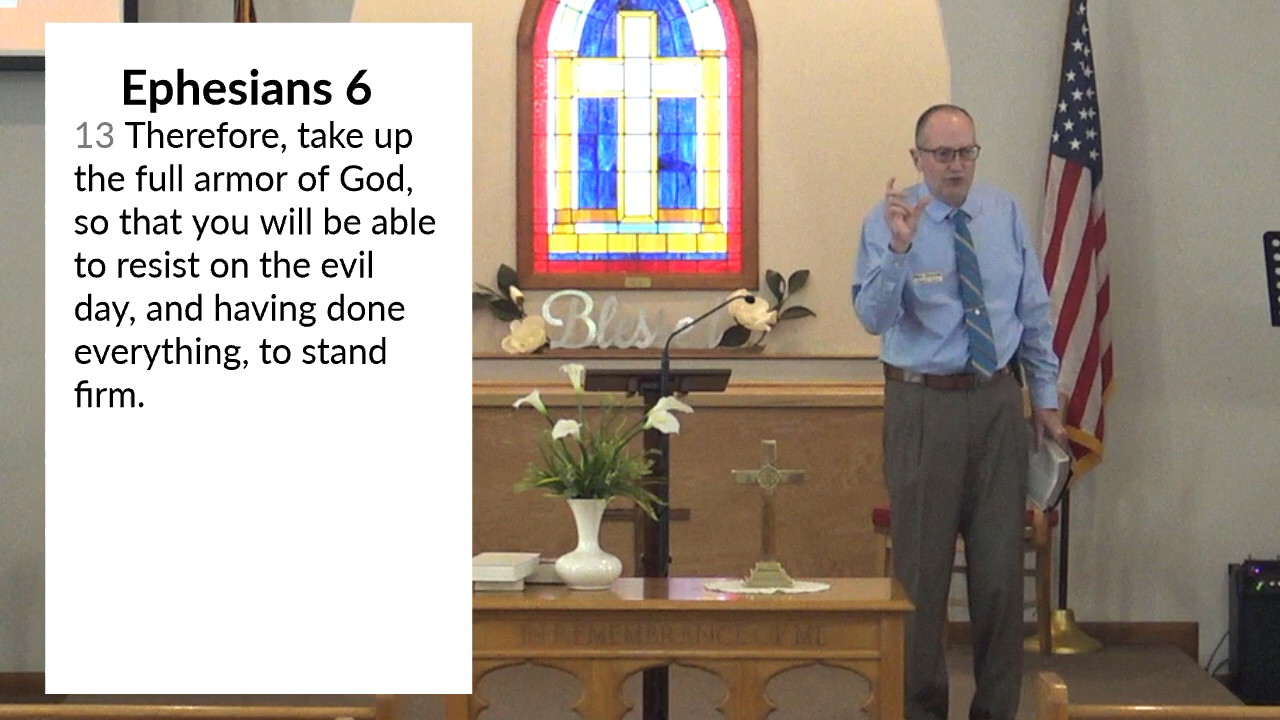 Ephesians 6
13 Therefore, take up
the full armor of God,
so that you will be able
to resist on the evil
day, and having done
everything, to stand
firm.
Blessed
IN REMEMBRANCE OF ME